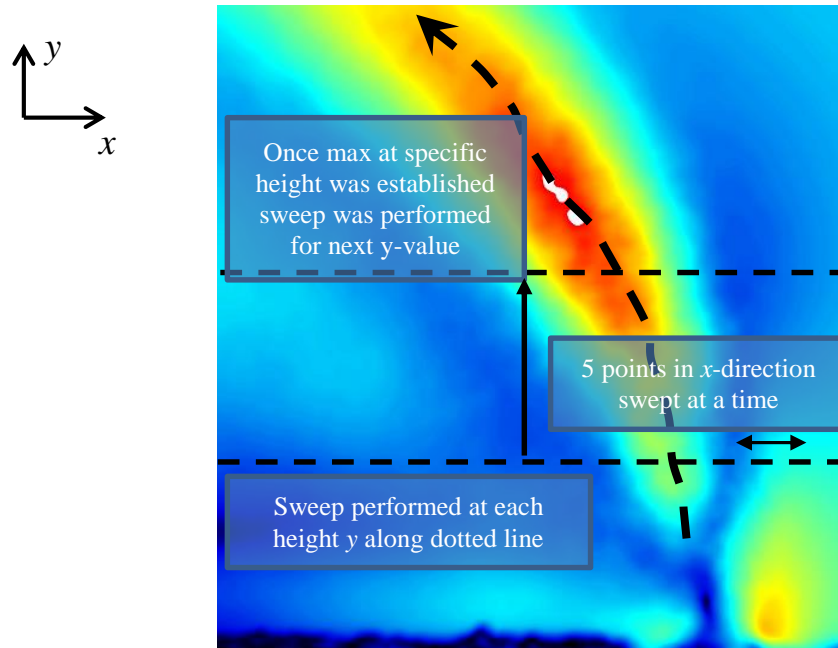 y
x
Once max at specific
height was established
sweep was performed
for next y-value
5 points in x-direction
swept at a time
Sweep performed at each
height y along dotted line